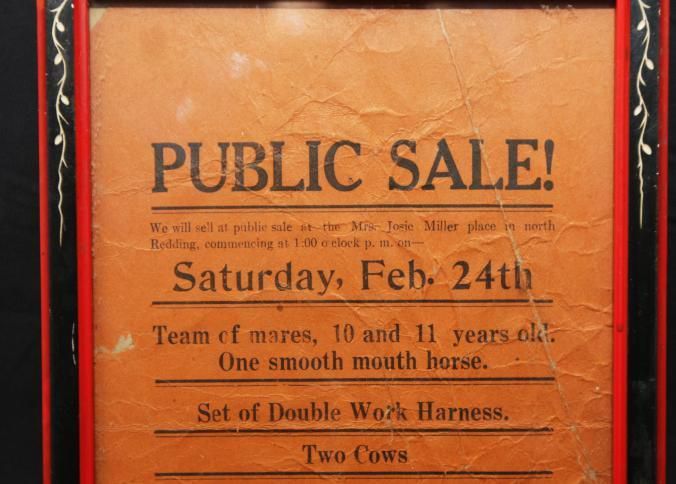 PUBLIC SALE!
We will sell at public sale at the Mrs. Josie Miller place in north
Redding, commencing at 1:00 o'clock p. m. on—
Saturday, Feb. 24th
Team of mares, 10 and 11 years old.
One smooth mouth horse.
Set of Double Work Harness.
Two Cows